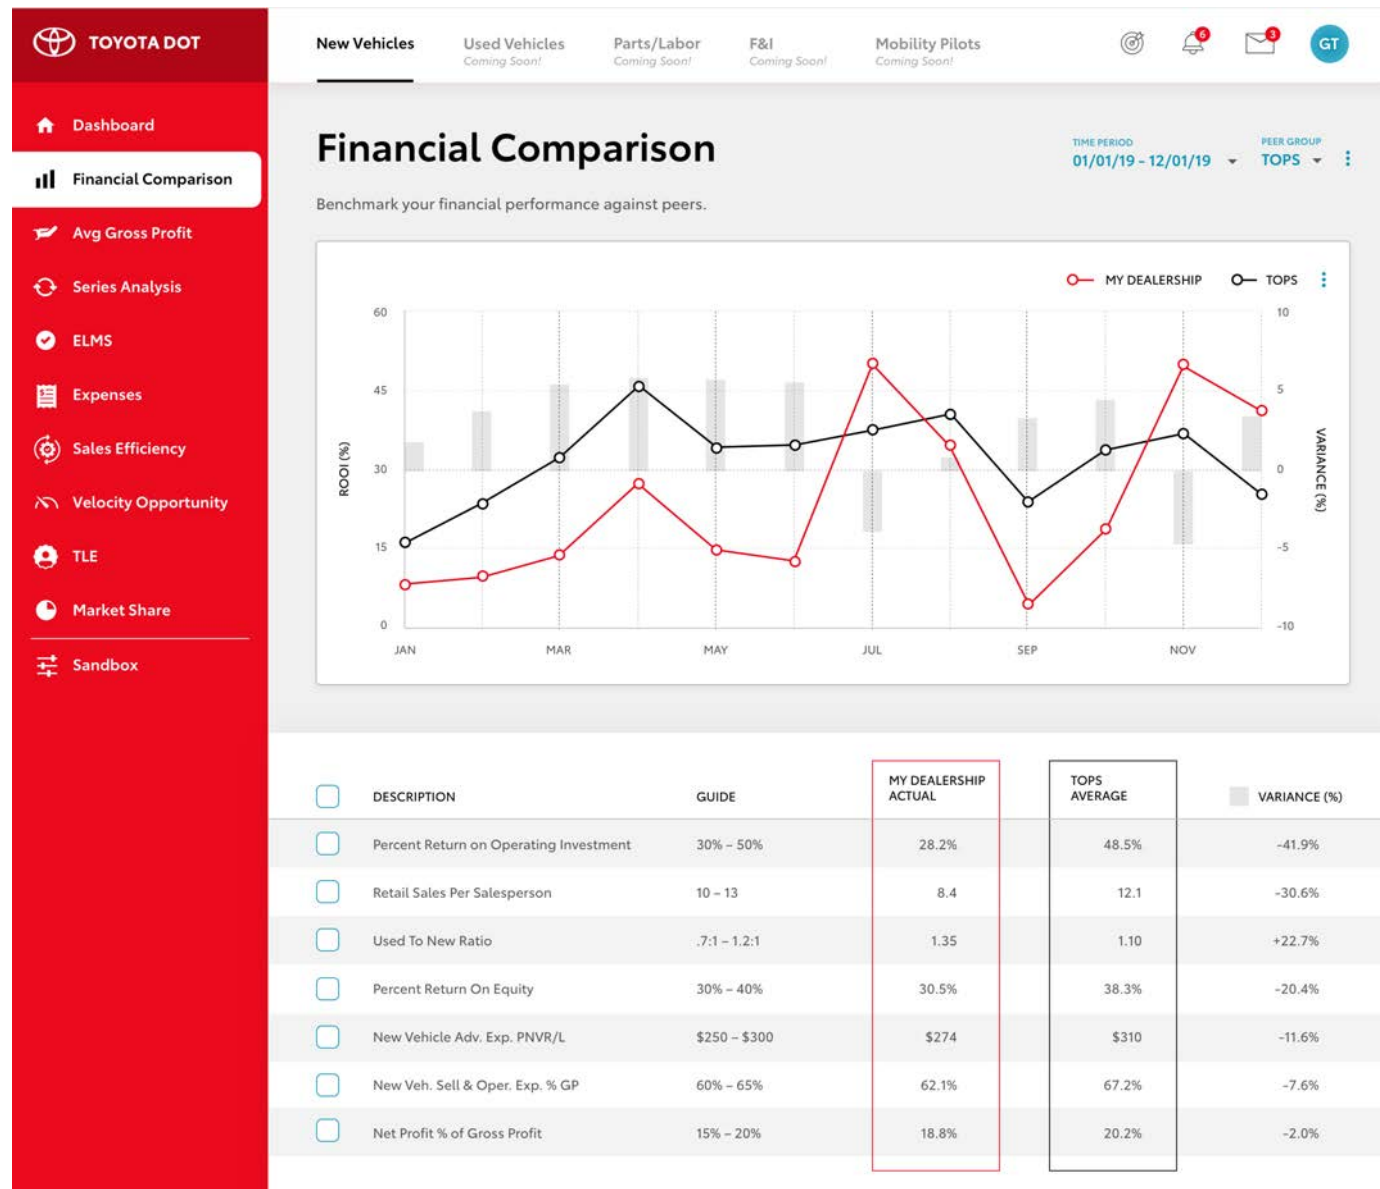 TOYOTA DOT
New Vehicles
Used Vehicles
Coming Soon!
Parts/Labor
Coming Soon!
F&I
Coming Soon!
Mobility Pilots
Coming Soon!
6
3
GT
Dashboard
Financial Comparison
Avg Gross Profit
Series Analysis
ELMS
Expenses
Sales Efficiency
Velocity Opportunity
TLE
Market Share
Sandbox
Financial Comparison
Benchmark your financial performance against peers.
TIME PERIOD
01/01/19 - 12/01/19
PEER GROUP
TOPS
MY DEALERSHIP
TOPS
60
45
30
15
0
ROOI (%)
10
5
0
-5
-10
VARIANCE (%)
JAN MAR MAY JUL SEP NOV
DESCRIPTION
GUIDE
MY DEALERSHIP
ACTUAL
TOPS
AVERAGE
VARIANCE (%)
Percent Return on Operating Investment 30% – 50% 28.2% 48.5% -41.9%
Retail Sales Per Salesperson 10 – 13 8.4 12.1 -30.6%
Used To New Ratio .7:1 – 1.2:1 1.35 1.10 +22.7%
Percent Return On Equity 30% – 40% 30.5% 38.3% -20.4%
New Vehicle Adv. Exp. PNVR/L $250 – $300 $274 $310 -11.6%
New Veh. Sell & Oper. Exp. % GP 60% – 65% 62.1% 67.2% -7.6%
Net Profit % of Gross Profit 15% – 20% 18.8% 20.2% -2.0%